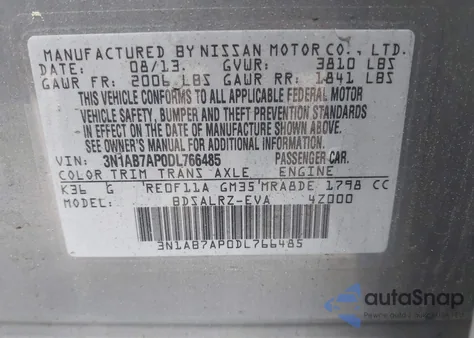 MANUFACTURED BY NISSAN MOTOR CO., LTD.
DATE: 08/13. GVWR: 3810 LBS
GAWR FR: 2006 LBS GAWR RR: 1841 LBS
THIS VEHICLE CONFORMS TO ALL APPLICABLE FEDERAL MOTOR
VEHICLE SAFETY, BUMPER AND THEFT PREVENTION STANDARDS
IN EFFECT ON THE DATE OF MANUFACTURE SHOWN ABOVE. SEE
OWNER'S MANUAL FOR ADDITIONAL INFORMATION.
VIN: 3N1AB7AP0DL766485 PASSENGER CAR.
COLOR TRIM TRANS AXLE ENGINE
K36 G RE0F11A GM35 MRA8DE 1798 CC
BDSALRZ-EVA 4Z000
3N1AB7AP0DL766485
autoSnap